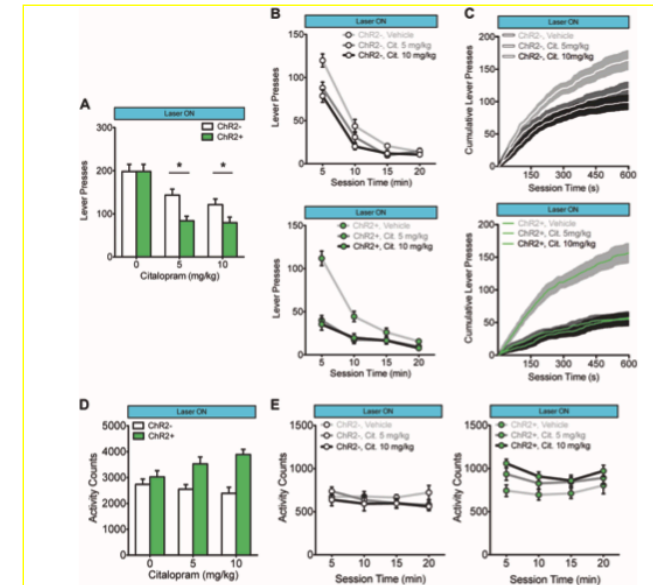 A
Laser ON
ChR2-
ChR2+
300
200
100
0
*
*
Lever Presses
0
5
10
Citalopram (mg/kg)
B
Laser ON
ChR2-, Vehicle
ChR2-, Cit. 5 mg/kg
ChR2-, Cit. 10 mg/kg
150
100
50
0
Lever Presses
5
10
15
20
Session Time (min)
Laser ON
ChR2+, Vehicle
ChR2+, Cit. 5 mg/kg
ChR2+, Cit. 10 mg/kg
150
100
50
0
Lever Presses
5
10
15
20
Session Time (min)
C
Laser ON
ChR2-, Vehicle
ChR2-, Cit. 5mg/kg
ChR2-, Cit. 10mg/kg
200
150
100
50
0
Cumulative Lever Presses
150
300
450
600
Session Time (s)
Laser ON
ChR2+, Vehicle
ChR2+, Cit. 5mg/kg
ChR2+, Cit. 10mg/kg
200
150
100
50
0
Cumulative Lever Presses
150
300
450
600
Session Time (s)
D
Laser ON
ChR2-
ChR2+
5000
4000
3000
2000
1000
0
Activity Counts
0
5
10
Citalopram (mg/kg)
E
Laser ON
ChR2-, Vehicle
ChR2-, Cit. 5 mg/kg
ChR2-, Cit. 10 mg/kg
1500
1000
500
0
Activity Counts
5
10
15
20
Session Time (min)
Laser ON
ChR2+, Vehicle
ChR2+, Cit. 5 mg/kg
ChR2+, Cit. 10 mg/kg
1500
1000
500
0
Activity Counts
5
10
15
20
Session Time (min)